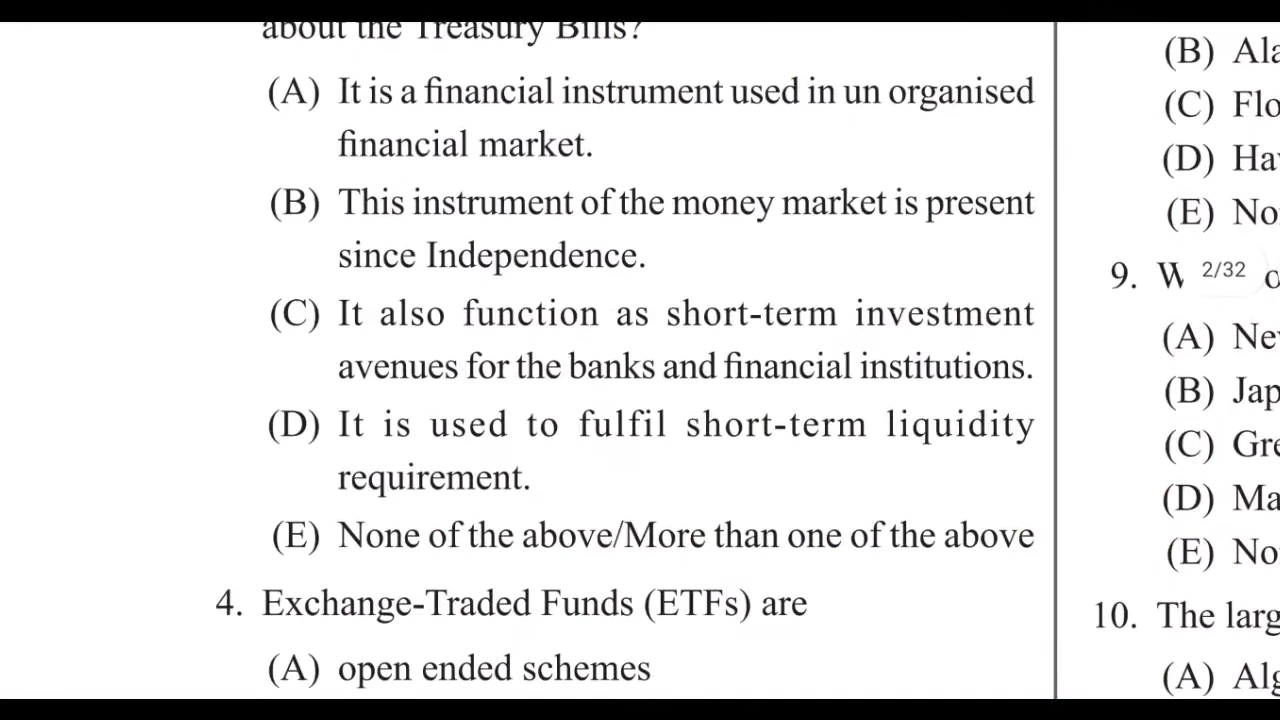 about the Treasury Bills?
(A) It is a financial instrument used in un organised
financial market.
(B) This instrument of the money market is present
since Independence.
(C) It also function as short-term investment
avenues for the banks and financial institutions.
(D) It is used to fulfil short-term liquidity
requirement.
(E) None of the above/More than one of the above
4. Exchange-Traded Funds (ETFs) are
(A) open ended schemes
(B)
(C)
(D)
(E)
9.
2/32
(A)
(B)
(C)
(D)
(E)
10. The
(A)